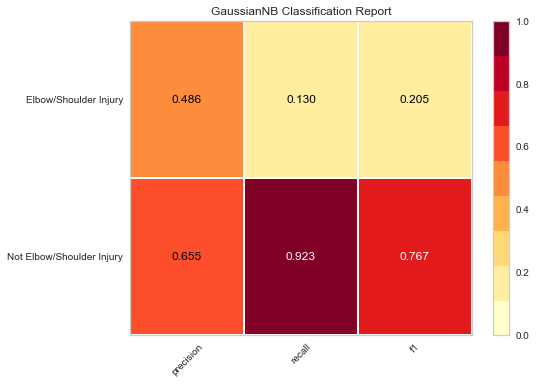 GaussianNB Classification Report
Elbow/Shoulder Injury 0.486 0.130 0.205
Not Elbow/Shoulder Injury 0.655 0.923 0.767
precision recall f1
1.0
0.8
0.6
0.4
0.2
0.0